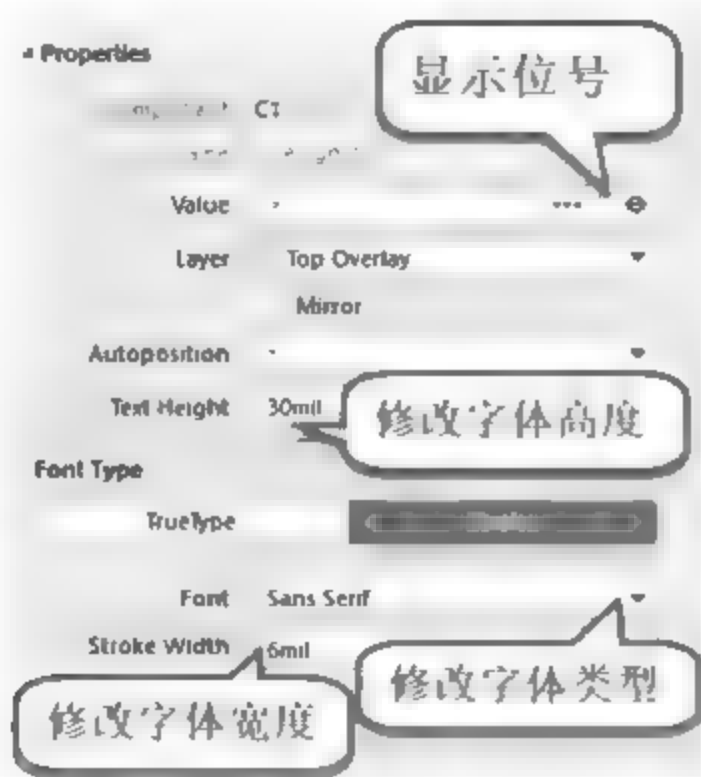 Properties
显示位号
C1
Value
Layer Top Overlay
Mirror
Autoposition
Text Height 30mil
修改字体高度
Font Type
TrueType
Font Sans Serif
Stroke Width 6mil
修改字体类型
修改字体宽度